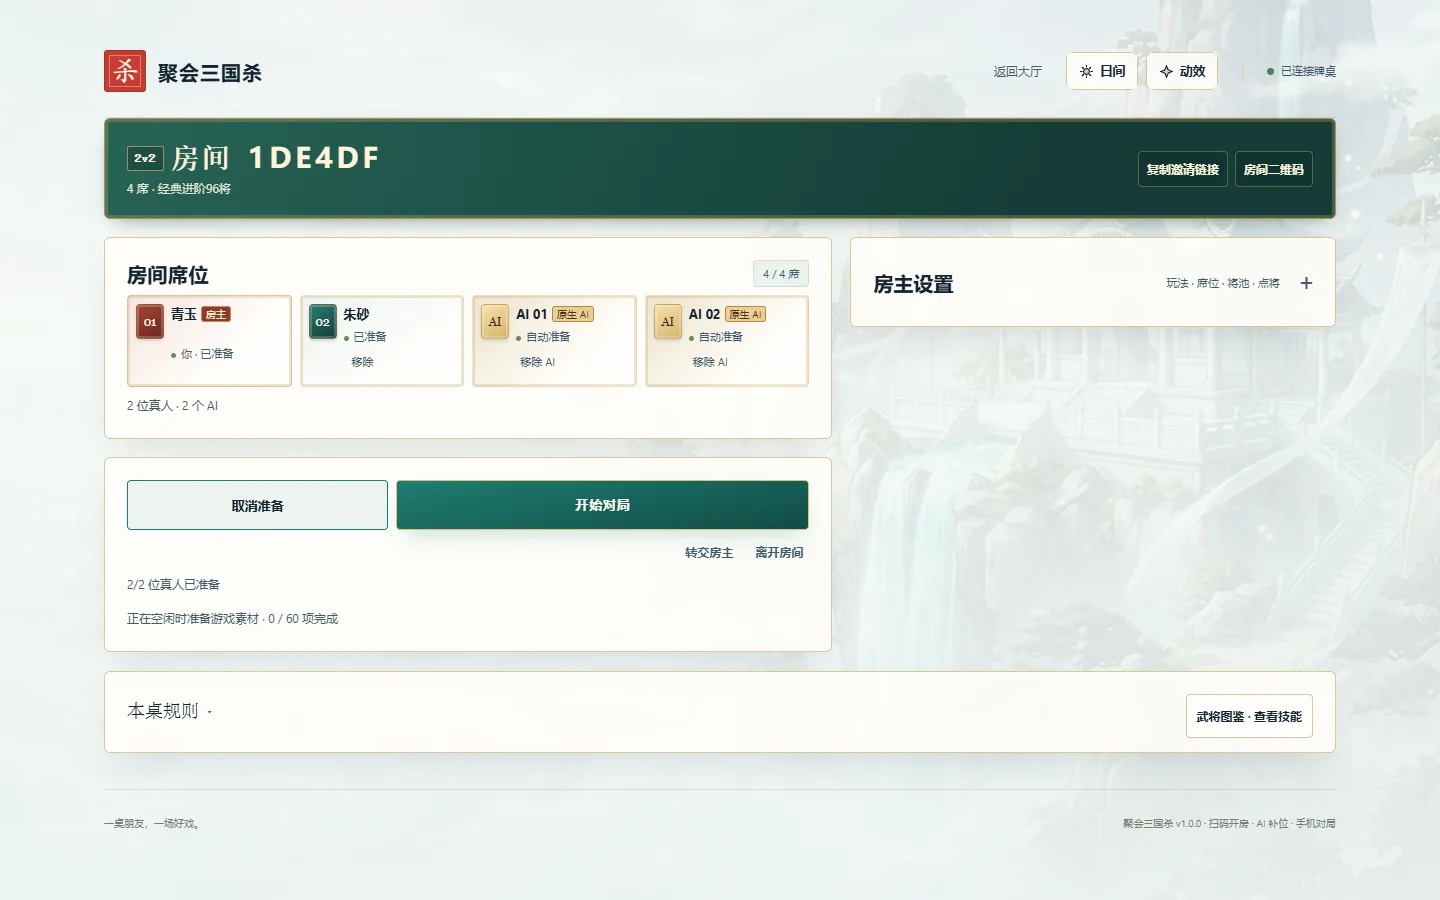 杀
聚会三国杀
返回大厅
日间
动效
已连接牌桌
2v2 房间 1DE4DF
4 席 · 经典进阶96将
复制邀请链接
房间二维码
房间席位
4 / 4 席
01
青玉 房主
你 · 已准备
02
朱砂
已准备
移除
AI
AI 01 原生 AI
自动准备
移除 AI
AI
AI 02 原生 AI
自动准备
移除 AI
2 位真人 · 2 个 AI
房主设置
玩法 · 席位 · 将池 · 点将
+
取消准备
开始对局
转交房主
离开房间
2/2 位真人已准备
正在空闲时准备游戏素材 · 0 / 60 项完成
本桌规则
武将图鉴 · 查看技能
一桌朋友，一场好戏。
聚会三国杀 v1.0.0 · 扫码开房 · AI 补位 · 手机对局